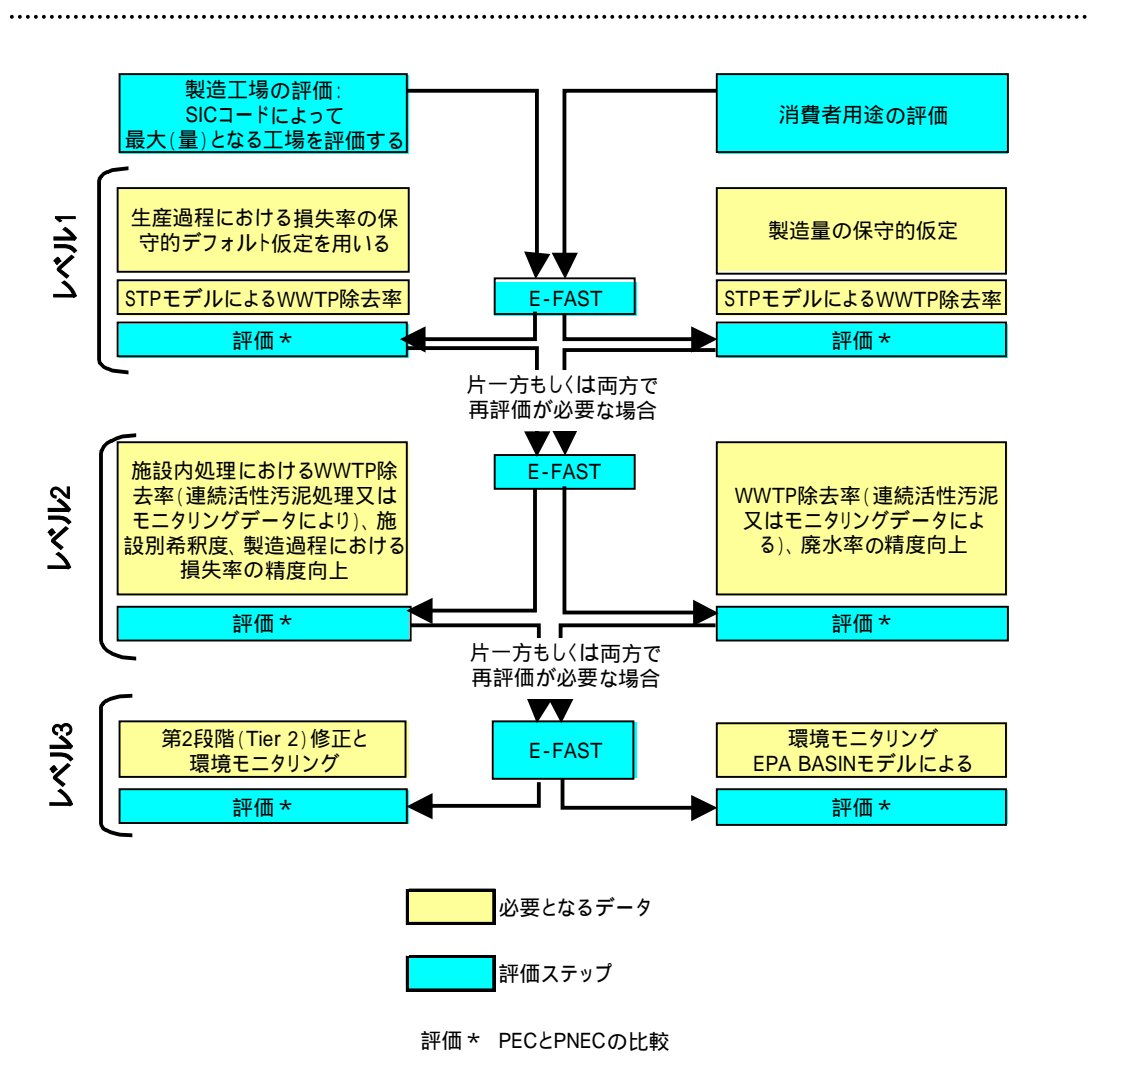 製造工場の評価:
SICコードによって
最大(量)となる工場を評価する
消費者用途の評価
レベル1
生産過程における損失率の保
守的デフォルト仮定を用いる
製造量の保守的仮定
STPモデルによるWWTP除去率
E-FAST
STPモデルによるWWTP除去率
評価*
評価*
片一方もしくは両方で
再評価が必要な場合
レベル2
施設内処理におけるWWTP除
去率(連続活性汚泥処理又は
モニタリングデータにより)、施
設別希釈度、製造過程における
損失率の精度向上
E-FAST
WWTP除去率(連続活性汚泥
又はモニタリングデータによ
る)、廃水率の精度向上
評価*
評価*
片一方もしくは両方で
再評価が必要な場合
レベル3
第2段階(Tier 2)修正と
環境モニタリング
E-FAST
環境モニタリング
EPA BASINモデルによる
評価*
評価*
必要となるデータ
評価ステップ
評価* PECとPNECの比較